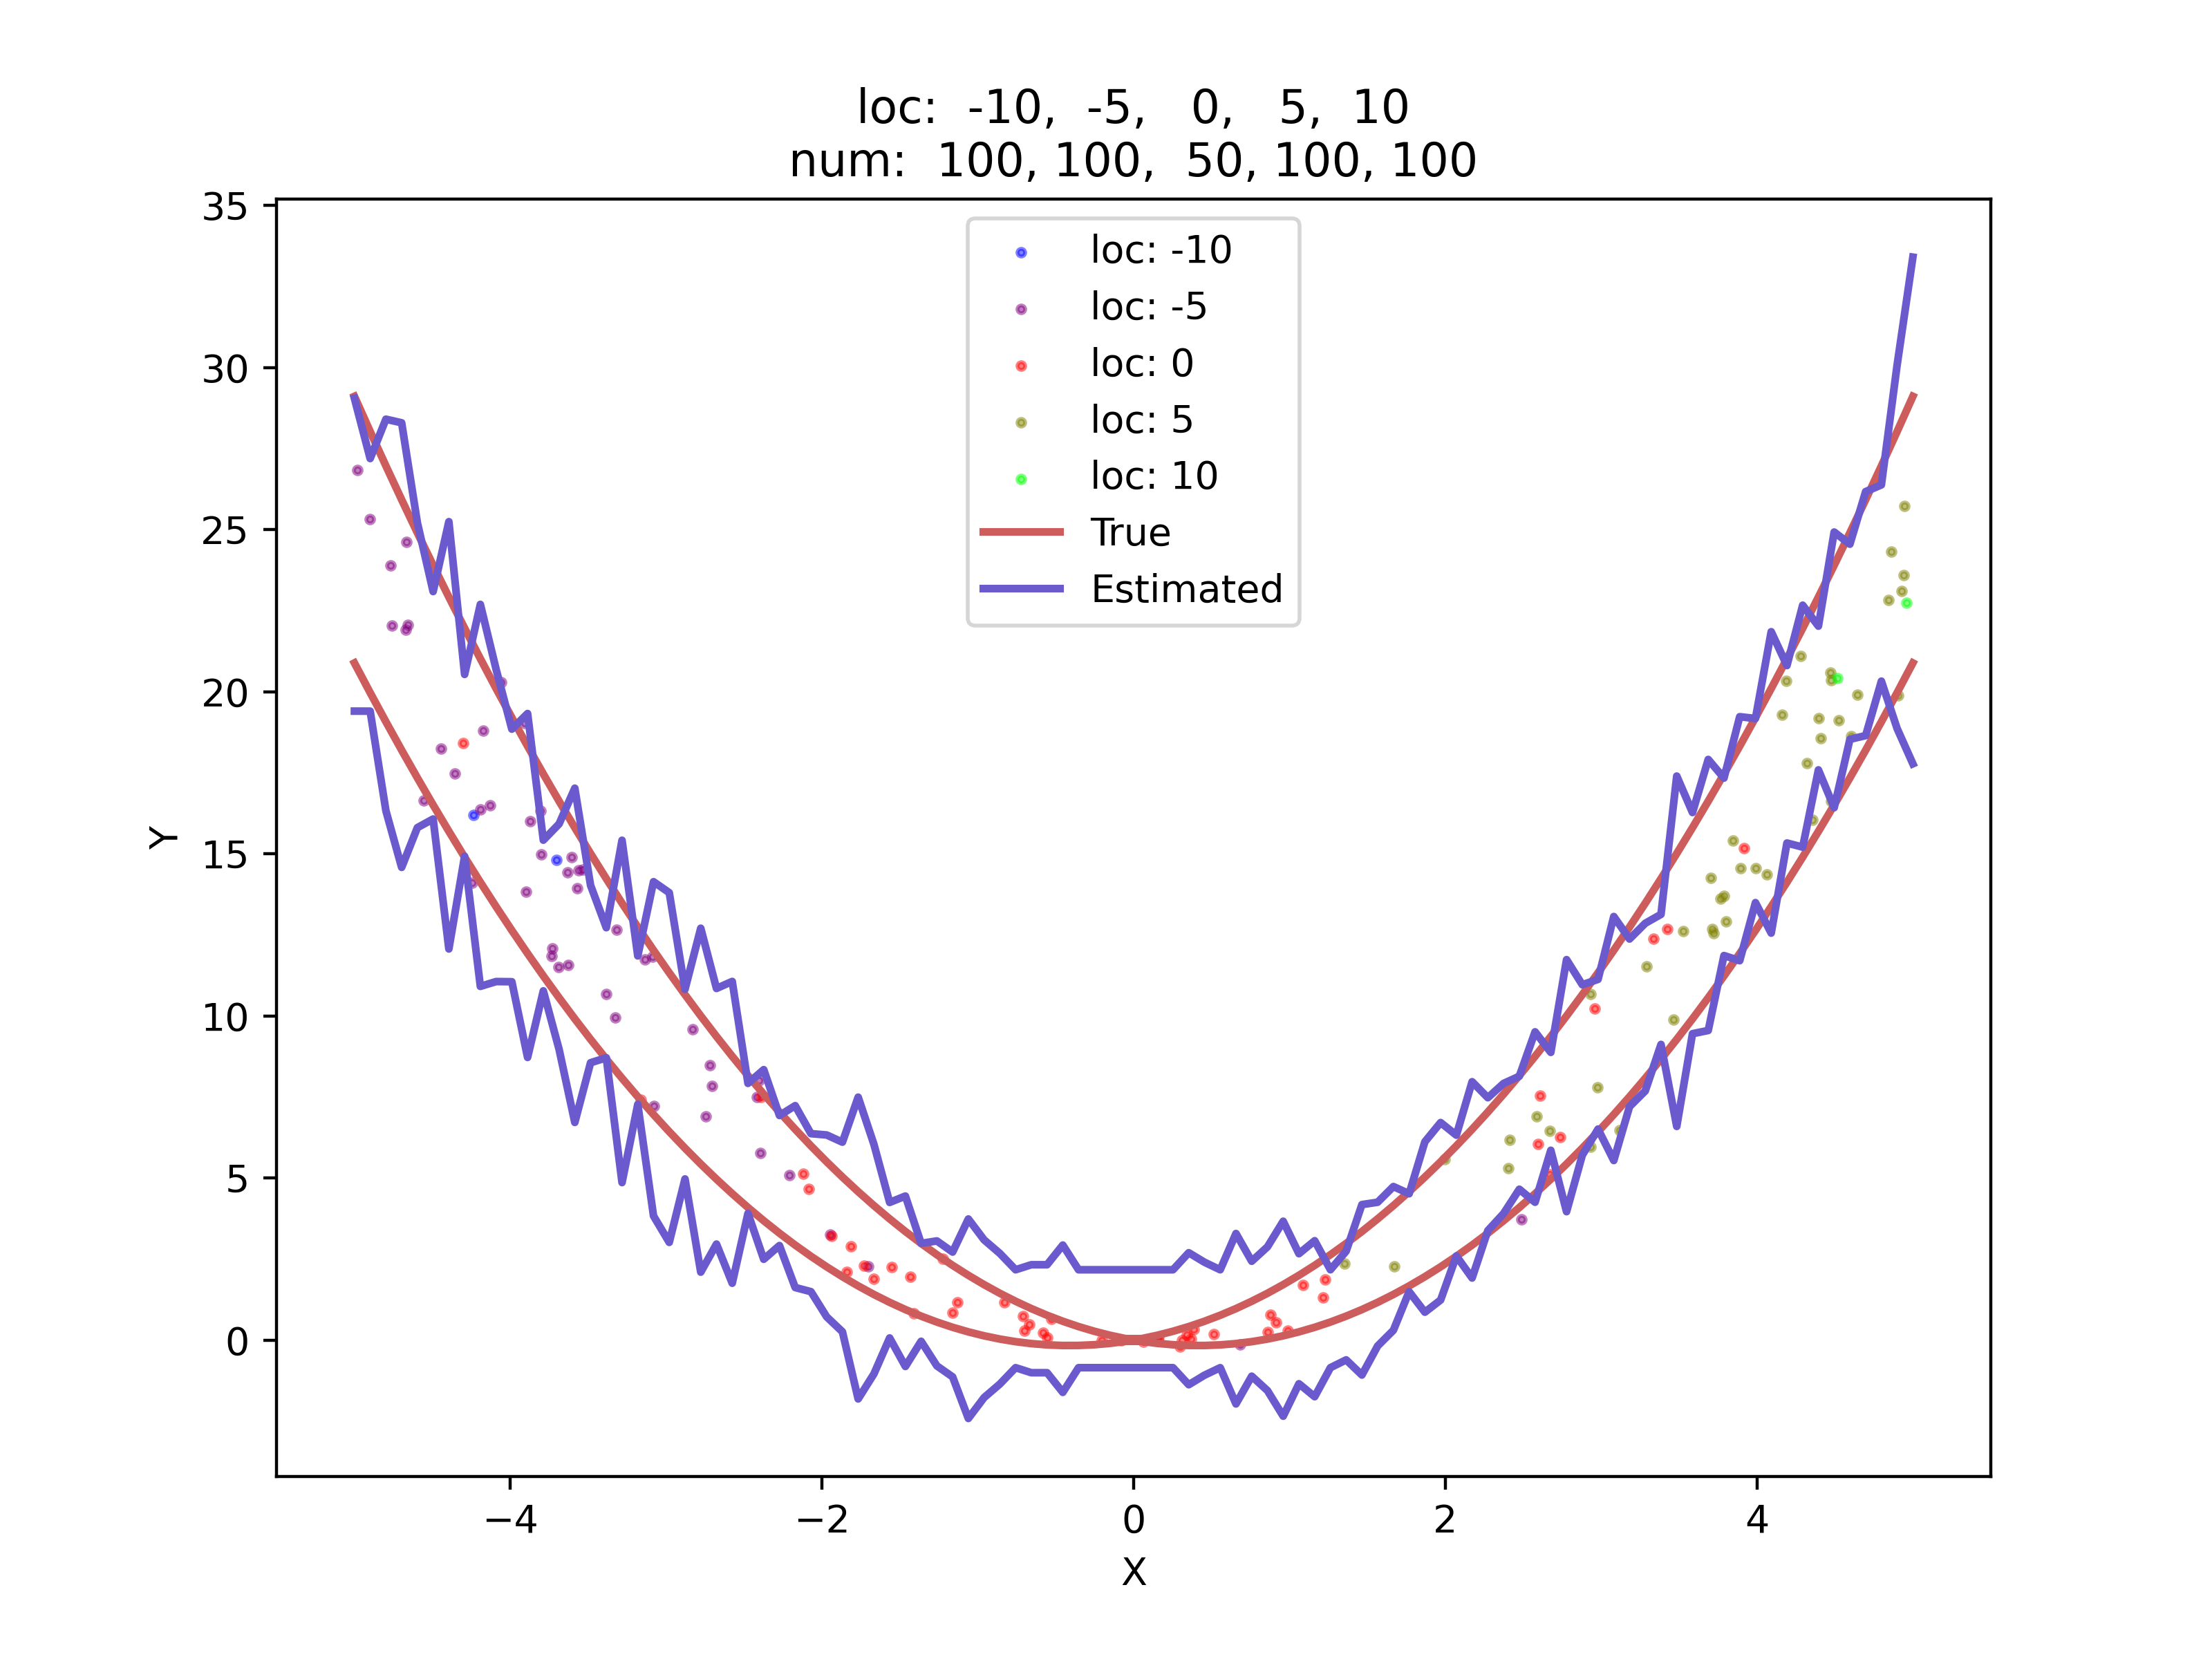 loc:  -10,  -5,   0,   5,  10
num:  100, 100,  50, 100, 100
35
30
25
20
15
10
5
0
Y
loc: -10
loc: -5
loc: 0
loc: 5
loc: 10
True
Estimated
−4
−2
0
2
4
X